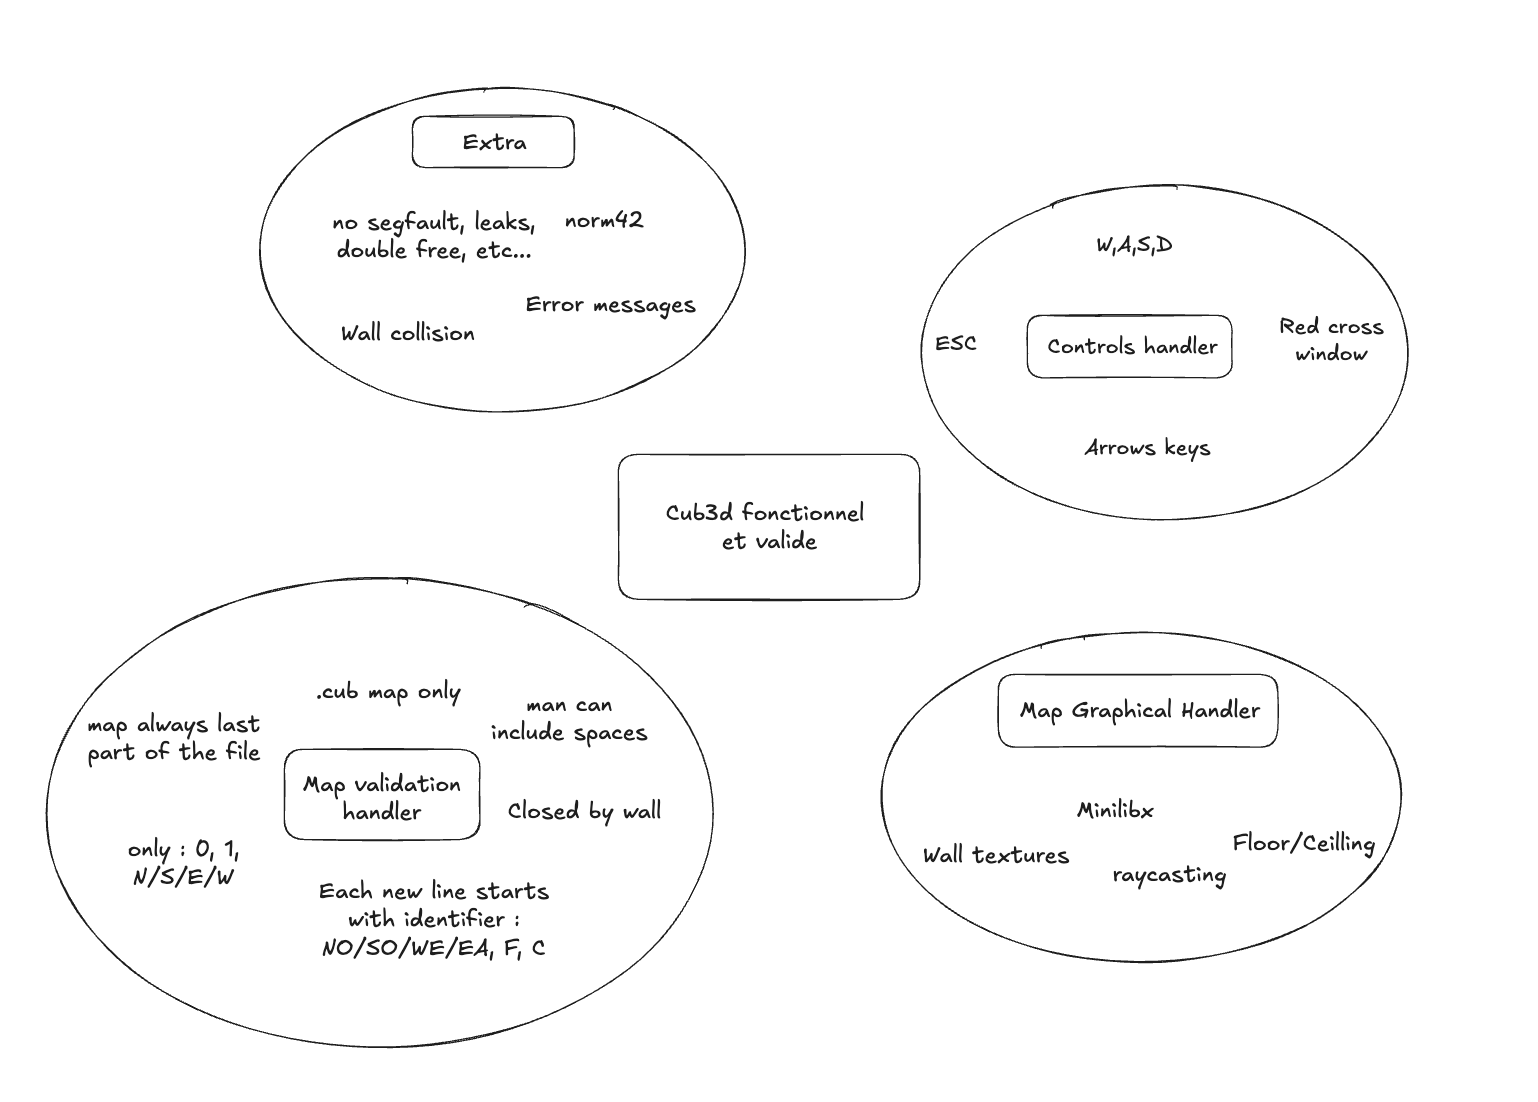 Extra
no segfault, leaks,
double free, etc...
norm42
Error messages
Wall collision
W,A,S,D
ESC
Controls handler
Red cross
window
Arrows keys
Cub3d fonctionnel
et valide
.cub map only
man can
include spaces
map always last
part of the file
Map validation
handler
Closed by wall
only : 0, 1,
N/S/E/W
Each new line starts
with identifier :
NO/SO/WE/EA, F, C
Map Graphical Handler
Minilibx
Wall textures
Floor/Ceilling
raycasting